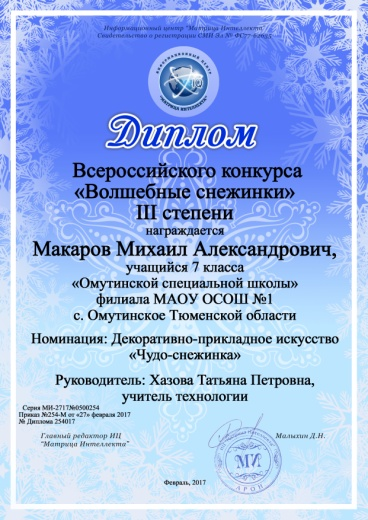 Информационный центр "Матрица Интеллекта"
Свидетельство о регистрации СМИ Эл №
"МАТРИЦА ИНТЕЛЛЕКТА"
Диплом
Всероссийского конкурса
«Волшебные снежинки»
III степени
награждается
Макаров Михаил Александрович,
учащийся 7 класса
«Омутинской специальной школы»
филиала МАОУ ОСОШ №1
с. Омутинское Тюменской области
Номинация: Декоративно-прикладное искусство
«Чудо-снежинка»
Руководитель: Хазова Татьяна Петровна,
учитель технологии
Серия МИ-2717№0500254
Приказ №254-М от «27» февраля 2017
№ Диплома 254017
Главный редактор ИЦ
"Матрица Интеллекта"
Малыхин Д.Н.
МИ
Февраль, 2017